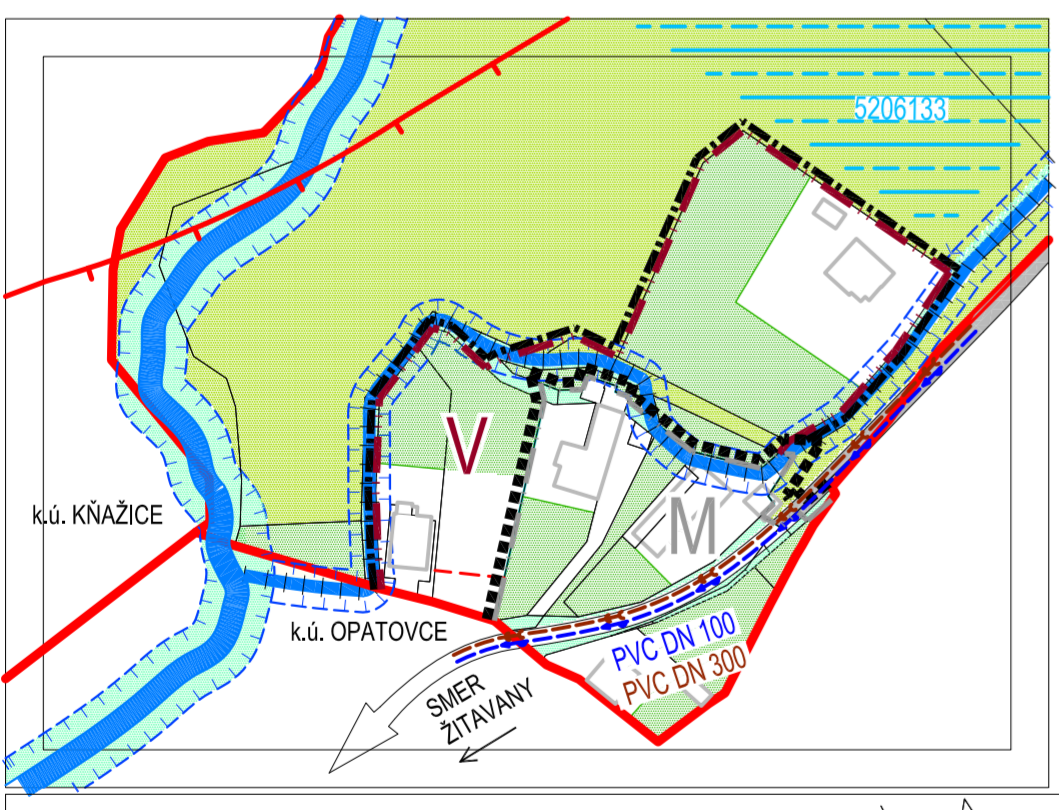 5206133
V
k.ú. KŇAŽICE
M
k.ú. OPATOVCE
PVC DN 100
PVC DN 300
SMER
ŽITAVANY